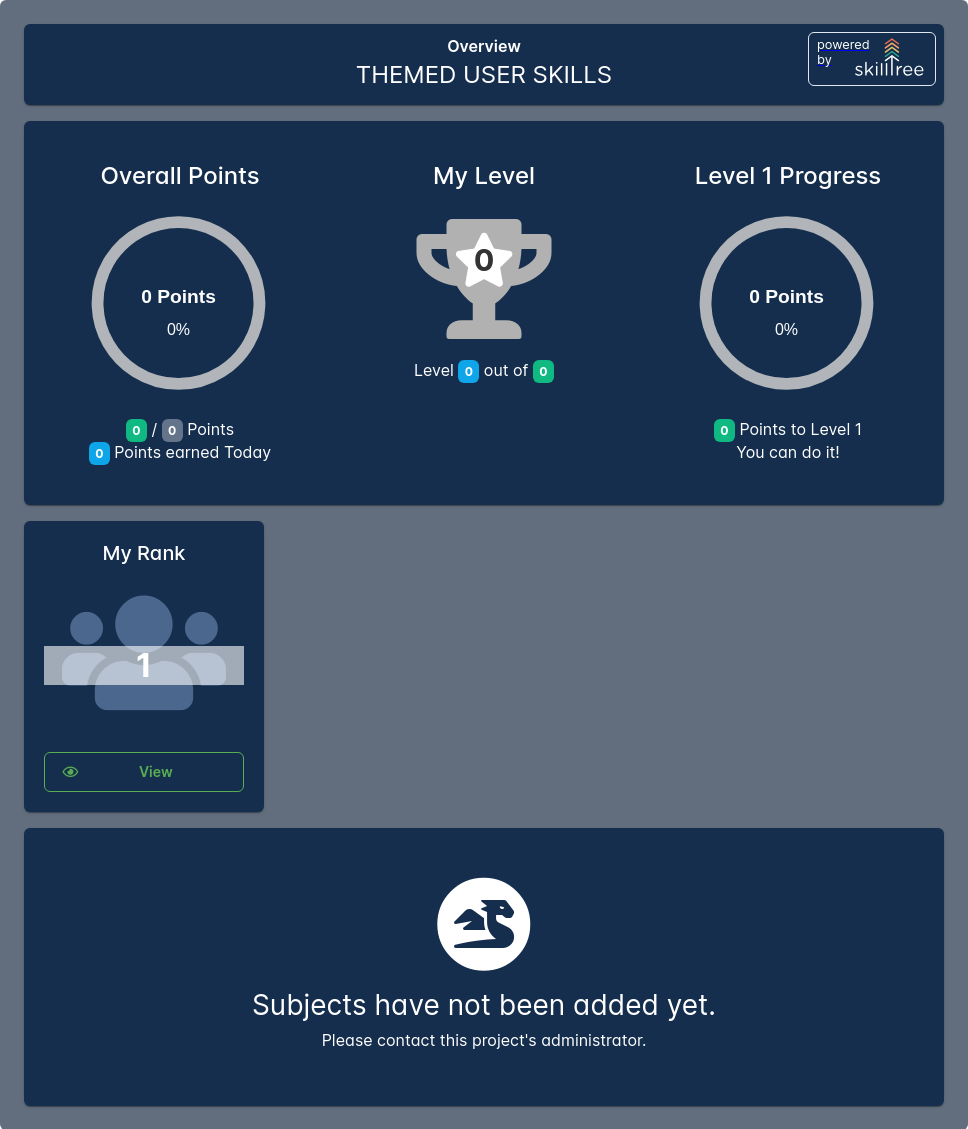 Overview
THEMED USER SKILLS
powered
by
skilltree
Overall Points
0 Points
0%
0 / 0 Points
0 Points earned Today
My Level
0
Level 0 out of 0
Level 1 Progress
0 Points
0%
0 Points to Level 1
You can do it!
My Rank
1
View
Subjects have not been added yet.
Please contact this project's administrator.